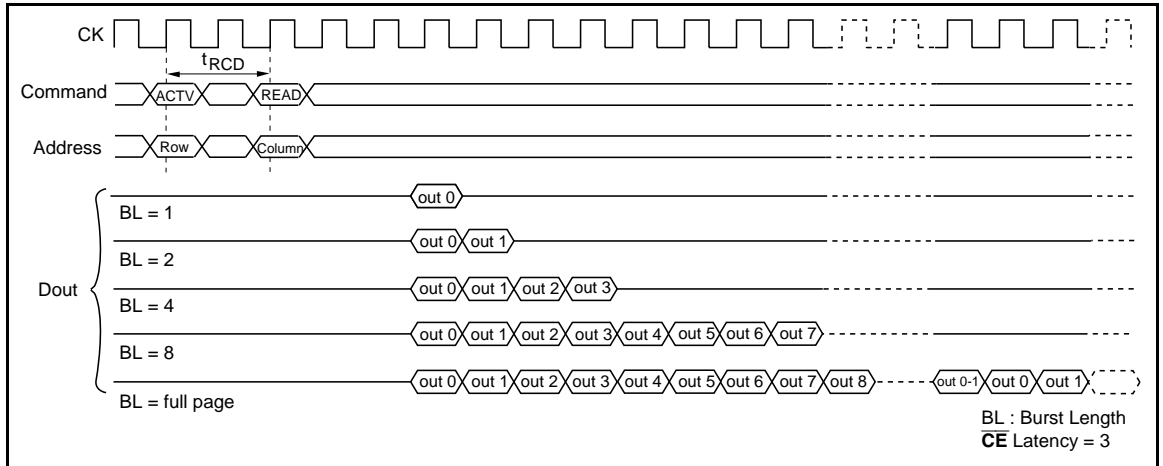 CK
tRCD
Command ACTV READ
Address Row Column
out 0
BL = 1
out 0 out 1
BL = 2
Dout
out 0 out 1 out 2 out 3
BL = 4
out 0 out 1 out 2 out 3 out 4 out 5 out 6 out 7
BL = 8
out 0 out 1 out 2 out 3 out 4 out 5 out 6 out 7 out 8 out 0-1 out 0 out 1
BL = full page
BL : Burst Length
C̅E̅ Latency = 3